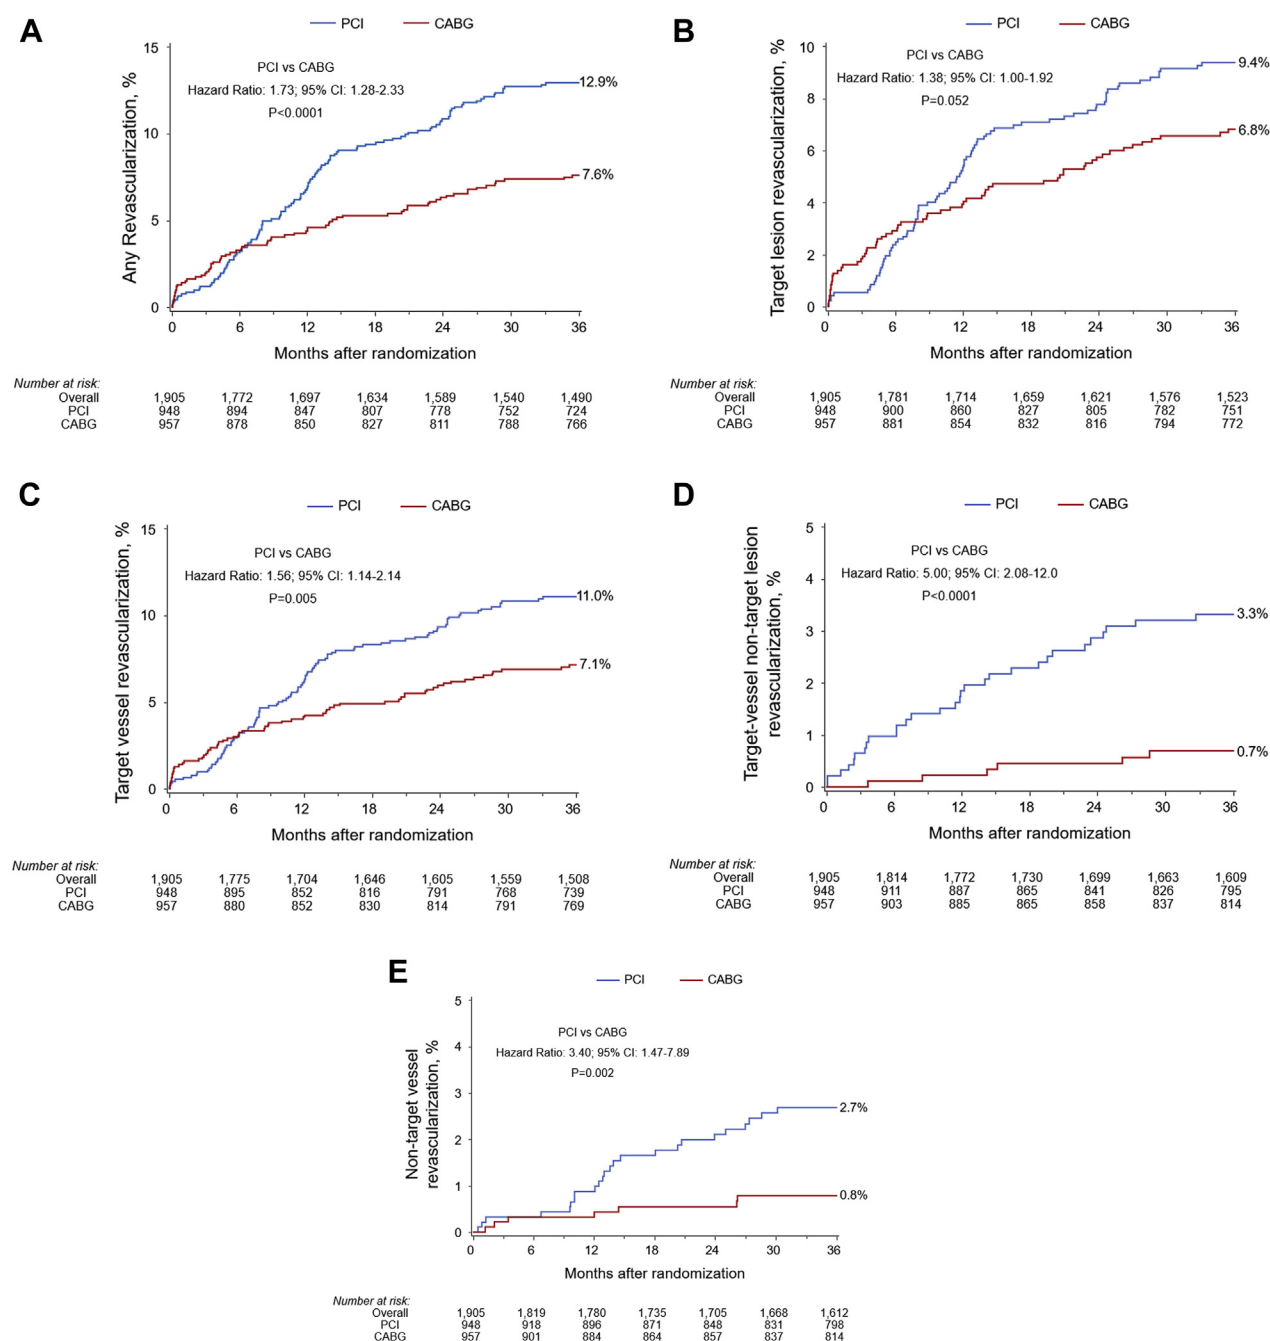 A
PCI CABG
Any Revascularization, %
15
10
5
0
PCI vs CABG
Hazard Ratio: 1.73; 95% CI: 1.28-2.33
P<0.0001
12.9%
7.6%
0 6 12 18 24 30 36
Months after randomization
Number at risk:
Overall 1,905 1,772 1,697 1,634 1,589 1,540 1,490
PCI 948 894 847 807 778 752 724
CABG 957 878 850 827 811 788 766
B
PCI CABG
Target lesion revascularization, %
10
8
6
4
2
0
PCI vs CABG
Hazard Ratio: 1.38; 95% CI: 1.00-1.92
P=0.052
9.4%
6.8%
0 6 12 18 24 30 36
Months after randomization
Number at risk:
Overall 1,905 1,781 1,714 1,659 1,621 1,576 1,523
PCI 948 900 860 827 805 782 751
CABG 957 881 854 832 816 794 772
C
PCI CABG
Target vessel revascularization, %
15
10
5
0
PCI vs CABG
Hazard Ratio: 1.56; 95% CI: 1.14-2.14
P=0.005
11.0%
7.1%
0 6 12 18 24 30 36
Months after randomization
Number at risk:
Overall 1,905 1,775 1,704 1,646 1,605 1,559 1,508
PCI 948 895 852 816 791 768 739
CABG 957 880 852 830 814 791 769
D
PCI CABG
Target-vessel non-target lesion
revascularization, %
5
4
3
2
1
0
PCI vs CABG
Hazard Ratio: 5.00; 95% CI: 2.08-12.0
P<0.0001
3.3%
0.7%
0 6 12 18 24 30 36
Months after randomization
Number at risk:
Overall 1,905 1,814 1,772 1,730 1,699 1,663 1,609
PCI 948 911 887 865 841 826 795
CABG 957 903 885 865 858 837 814
E
PCI CABG
Non-target vessel
revascularization, %
5
4
3
2
1
0
PCI vs CABG
Hazard Ratio: 3.40; 95% CI: 1.47-7.89
P=0.002
2.7%
0.8%
0 6 12 18 24 30 36
Months after randomization
Number at risk:
Overall 1,905 1,819 1,780 1,735 1,705 1,668 1,612
PCI 948 918 896 871 848 831 798
CABG 957 901 884 864 857 837 814